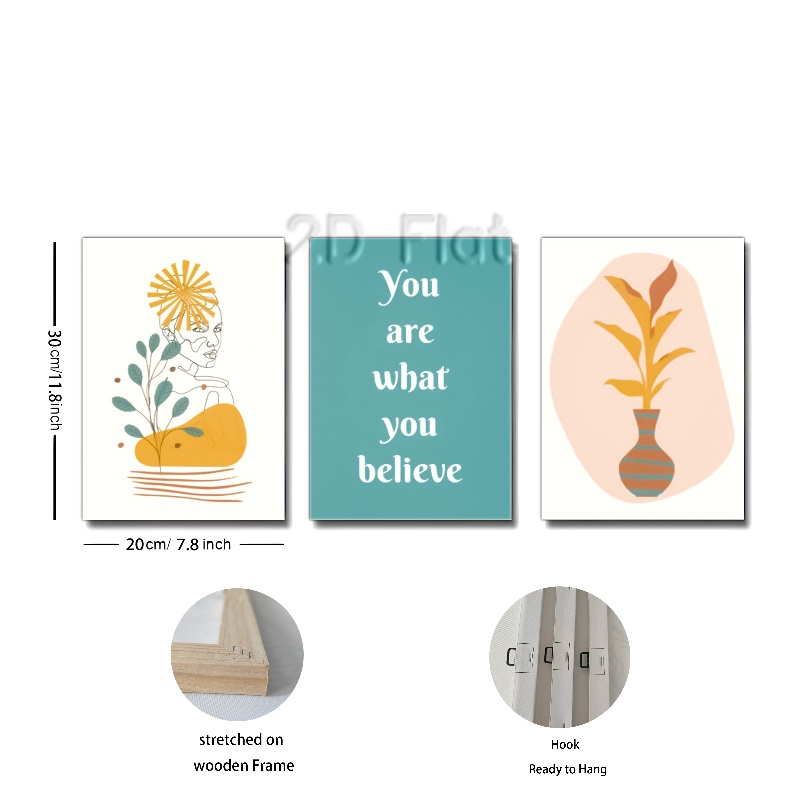 2D Flat
You
are
what
you
believe
30cm/11.8inch
20cm/ 7.8 inch
stretched on
wooden Frame
Hook
Ready to Hang